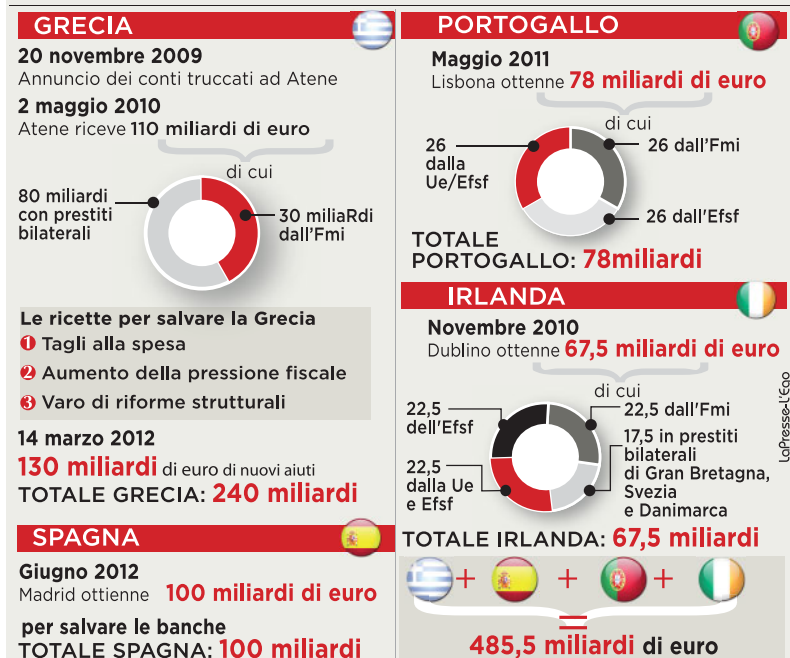 GRECIA
20 novembre 2009
Annuncio dei conti truccati ad Atene
2 maggio 2010
Atene riceve 110 miliardi di euro
di cui
80 miliardi
con prestiti
bilaterali
30 miliaRdi
dall'Fmi
Le ricette per salvare la Grecia
1 Tagli alla spesa
2 Aumento della pressione fiscale
3 Varo di riforme strutturali
14 marzo 2012
130 miliardi di euro di nuovi aiuti
TOTALE GRECIA: 240 miliardi
SPAGNA
Giugno 2012
Madrid ottienne 100 miliardi di euro
per salvare le banche
TOTALE SPAGNA: 100 miliardi
PORTOGALLO
Maggio 2011
Lisbona ottenne 78 miliardi di euro
di cui
26
dalla
Ue/Efsf
26 dall'Fmi
26 dall'Efsf
TOTALE
PORTOGALLO: 78miliardi
IRLANDA
Novembre 2010
Dublino ottenne 67,5 miliardi di euro
di cui
22,5
dell'Efsf
22,5
dalla Ue
e Efsf
22,5 dall'Fmi
17,5 in prestiti
bilaterali
di Gran Bretagna,
Svezia
e Danimarca
TOTALE IRLANDA: 67,5 miliardi
+ + +
=
485,5 miliardi di euro
LaPresse-L'Ego